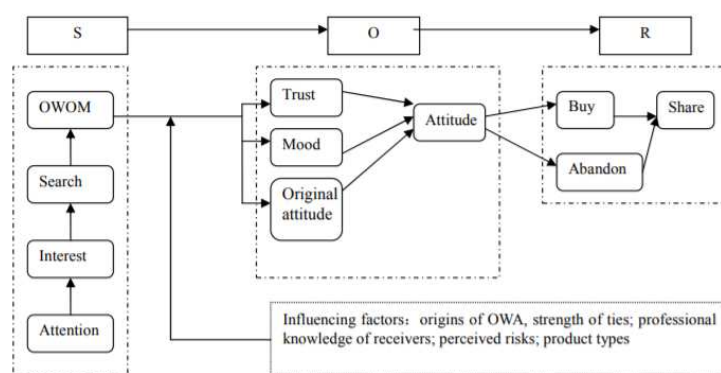 S
O
R
OWOM
Search
Interest
Attention
Trust
Mood
Original
attitude
Attitude
Buy
Abandon
Share
Influencing factors：origins of OWA, strength of ties; professional
knowledge of receivers; perceived risks; product types